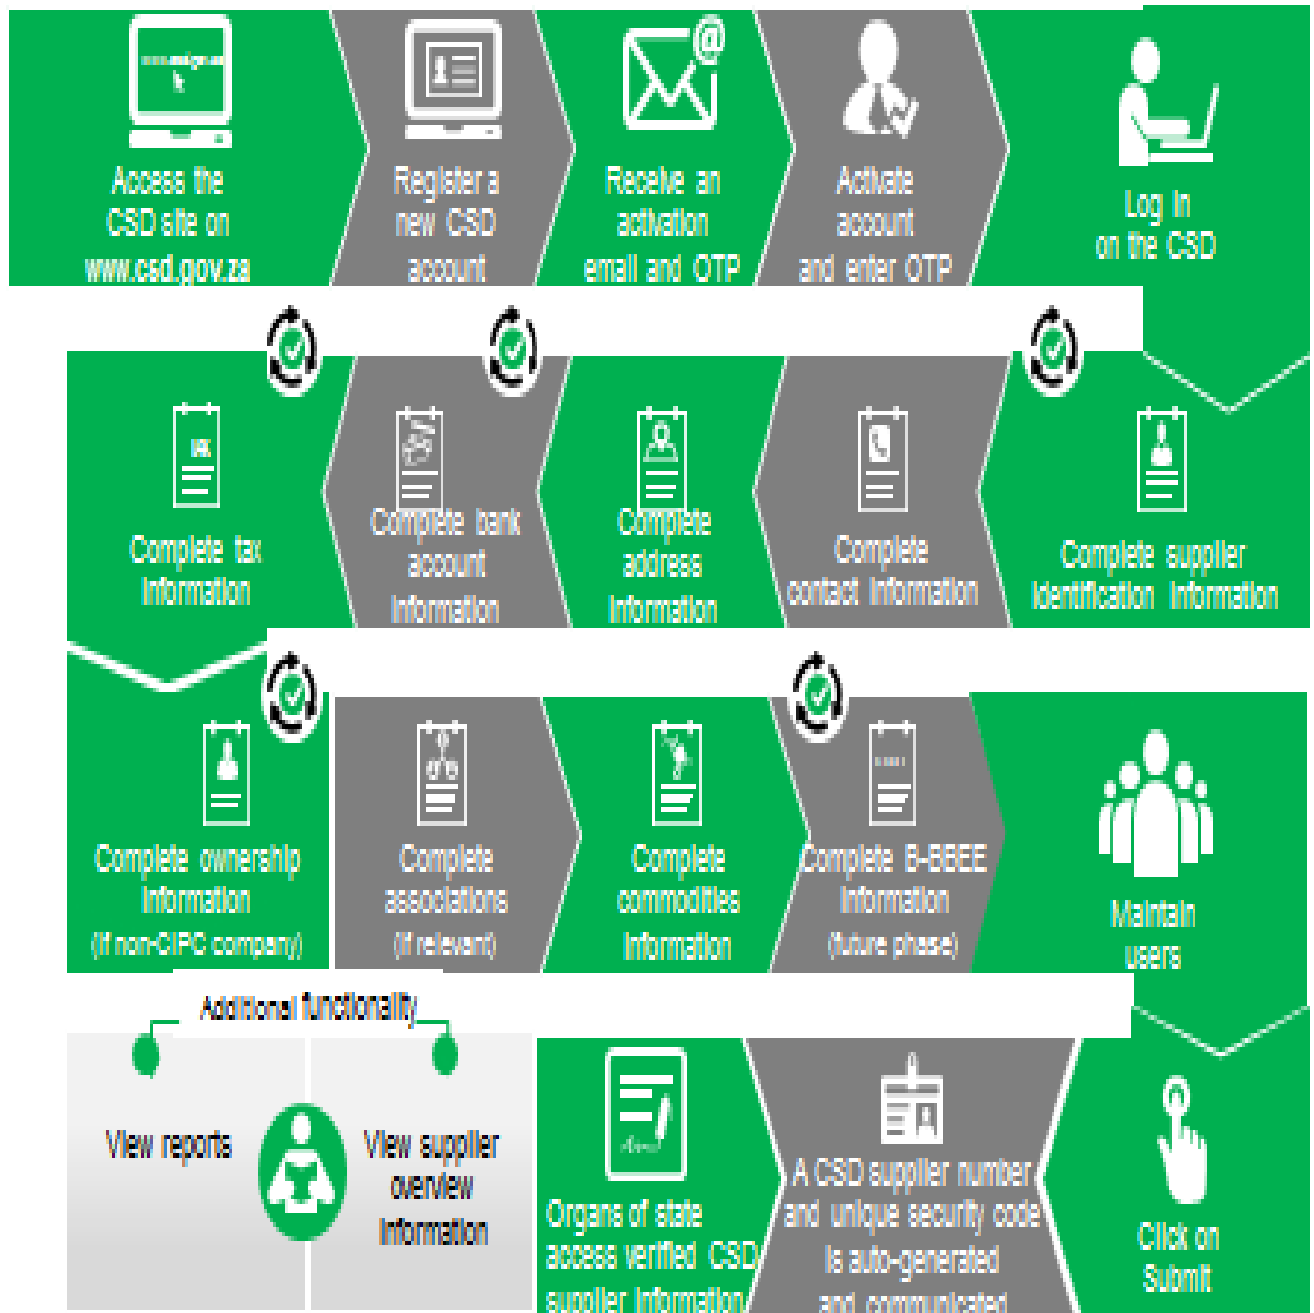 Access the
CSD site on
www.csd.gov.za
Register a
new CSD
account
Receive an
activation
email and OTP
Activate
account
and enter OTP
Log in
on the CSD
TAX
Complete tax
Information
Complete bank
account
Information
Complete
address
Information
Complete
contact Information
Complete supplier
Identification Information
Complete ownership
Information
(If non-CIPC company)
Complete
associations
(If relevant)
Complete
commodities
Information
Complete B-BBEE
Information
(future phase)
Maintain
users
Additional functionality
View reports
View supplier
overview
Information
Organs of state
access verified CSD
supplier Information
A CSD supplier number
and unique security code
is auto-generated
and communicated
Click on
Submit